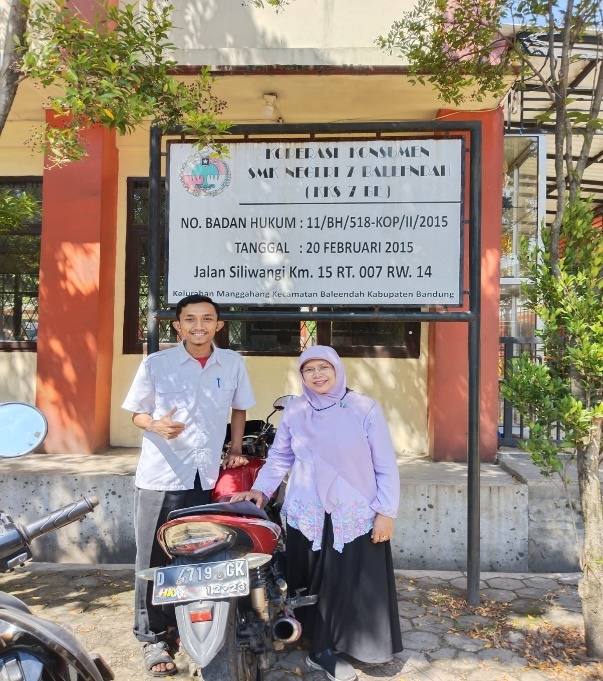 KOPERASI KONSUMEN
SMK NEGERI 7 BALEENDAH
(KKS 7 BE)
NO. BADAN HUKUM : 11/BH/518-KOP/II/2015
TANGGAL : 20 FEBRUARI 2015
Jalan Siliwangi Km. 15 RT. 007 RW. 14
Kelurahan Manggahang Kecamatan Baleendah Kabupaten Bandung
D 4719 GK
12·23